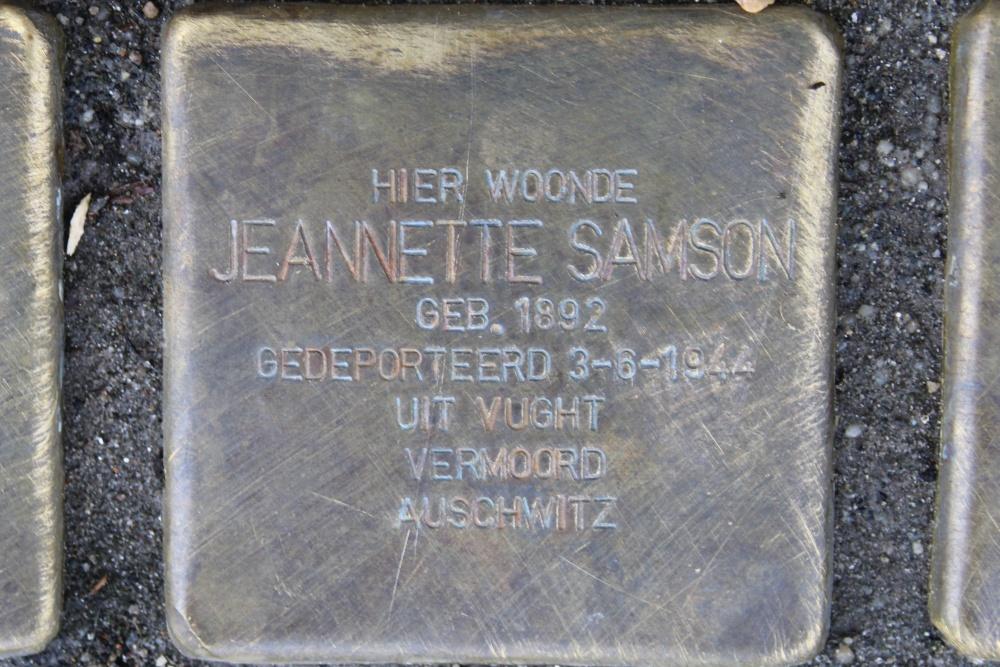 HIER WOONDE
JEANNETTE SAMSON
GEB. 1892
GEDEPORTEERD 3-6-1944
UIT VUGHT
VERMOORD
AUSCHWITZ